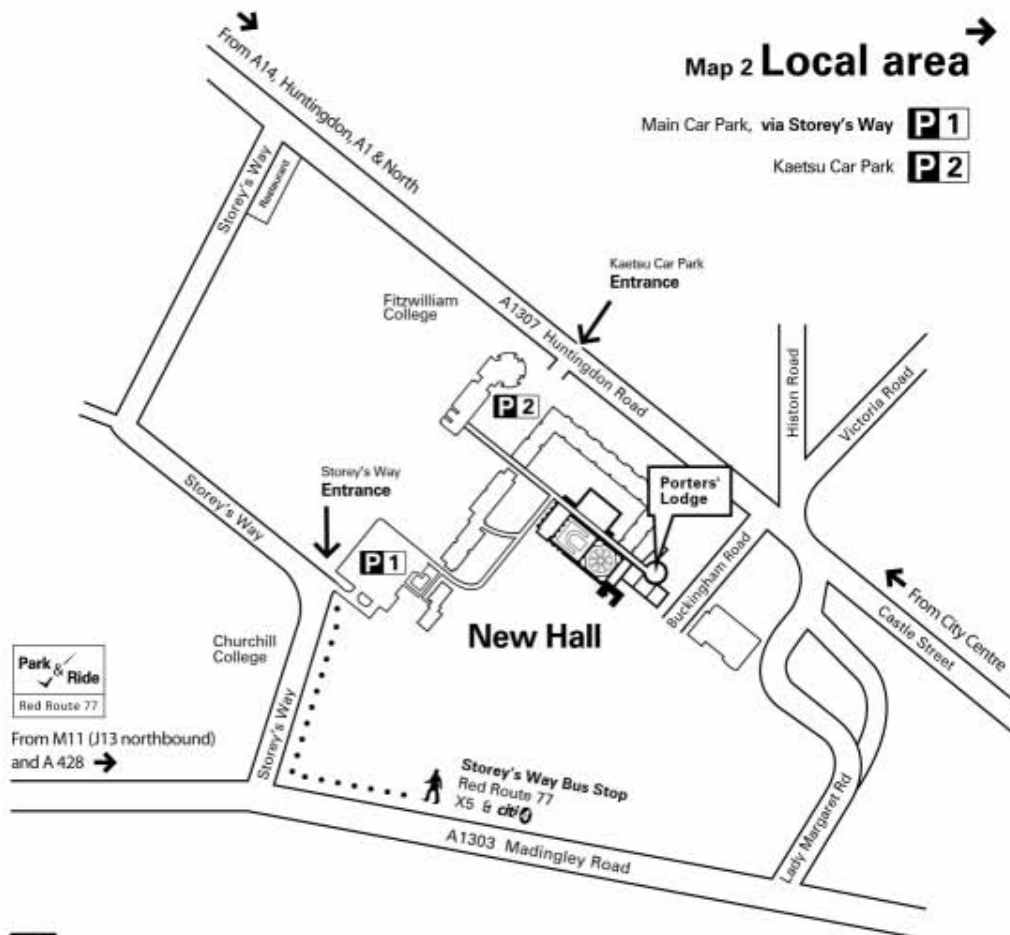 From A14, Huntingdon, A1 & North
Map 2 Local area
Main Car Park, via Storey's Way P 1
Kaetsu Car Park P 2
Storey's Way
Restaurant
Kaetsu Car Park
Entrance
Fitzwilliam
College
A1307 Huntingdon Road
Histon Road
Victoria Road
P 2
Porters'
Lodge
Storey's Way
Storey's Way
Entrance
P 1
Buckingham Road
From City Centre
Castle Street
New Hall
Churchill
College
Park & Ride
Red Route 77
From M11 (J13 northbound)
and A 428
Storey's Way
Storey's Way Bus Stop
Red Route 77
X5 & citi 4
A1303 Madingley Road
Lady Margaret Rd